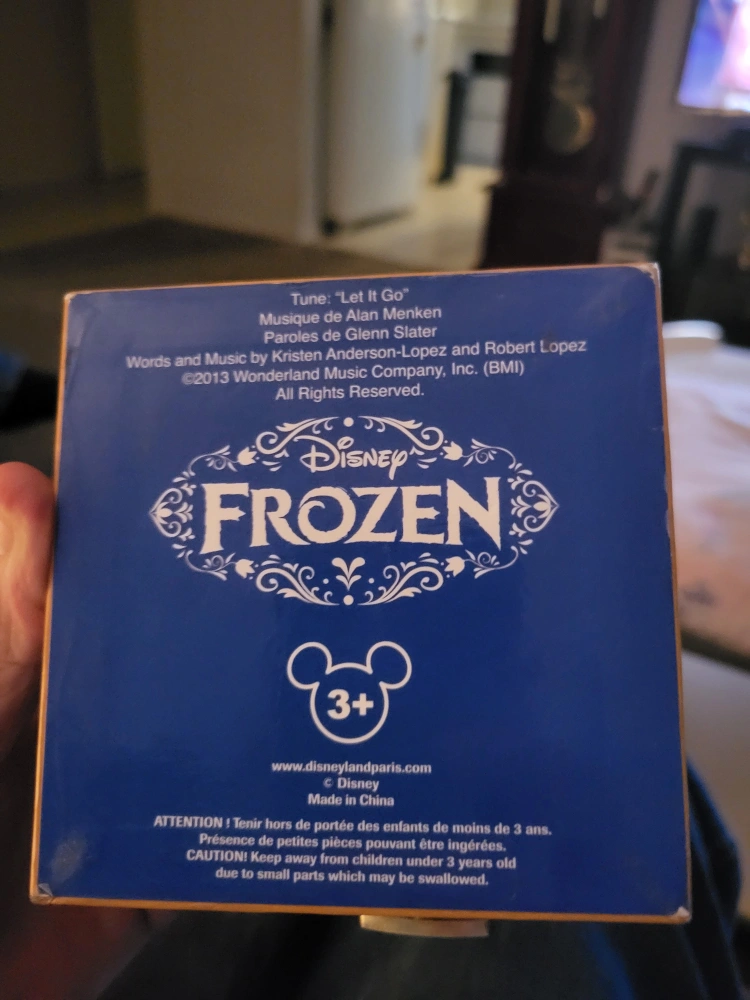 Tune: "Let It Go"
Musique de Alan Menken
Paroles de Glenn Slater
Words and Music by Kristen Anderson-Lopez and Robert Lopez
©2013 Wonderland Music Company, Inc. (BMI)
All Rights Reserved.
Disney
FROZEN
3+
www.disneylandparis.com
© Disney
Made in China
ATTENTION ! Tenir hors de portée des enfants de moins de 3 ans.
Présence de petites pièces pouvant être ingérées.
CAUTION! Keep away from children under 3 years old
due to small parts which may be swallowed.